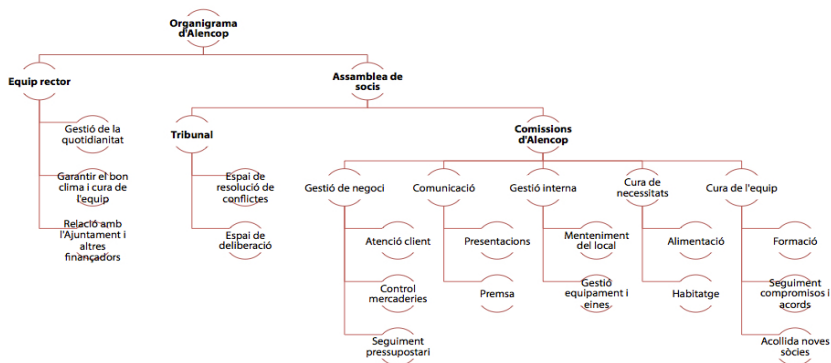 Organigrama
d'Alencop
Equip rector
Assamblea de
socis
Gestió de la
quotidianitat
Garantir el bon
clima i cura de
l'equip
Relació amb
l'Ajuntament i
altres
finançadors
Tribunal
Comissions
d'Alencop
Espai de
resolució de
conflictes
Espai de
deliberació
Gestió de negoci
Atenció client
Control
mercaderies
Seguiment
pressupostari
Comunicació
Presentacions
Premsa
Gestió interna
Menteniment
del local
Gestió
equipament i
eines
Cura de
necessitats
Alimentació
Habitatge
Cura de l'equip
Formació
Seguiment
compromisos i
acords
Acollida noves
sòcies